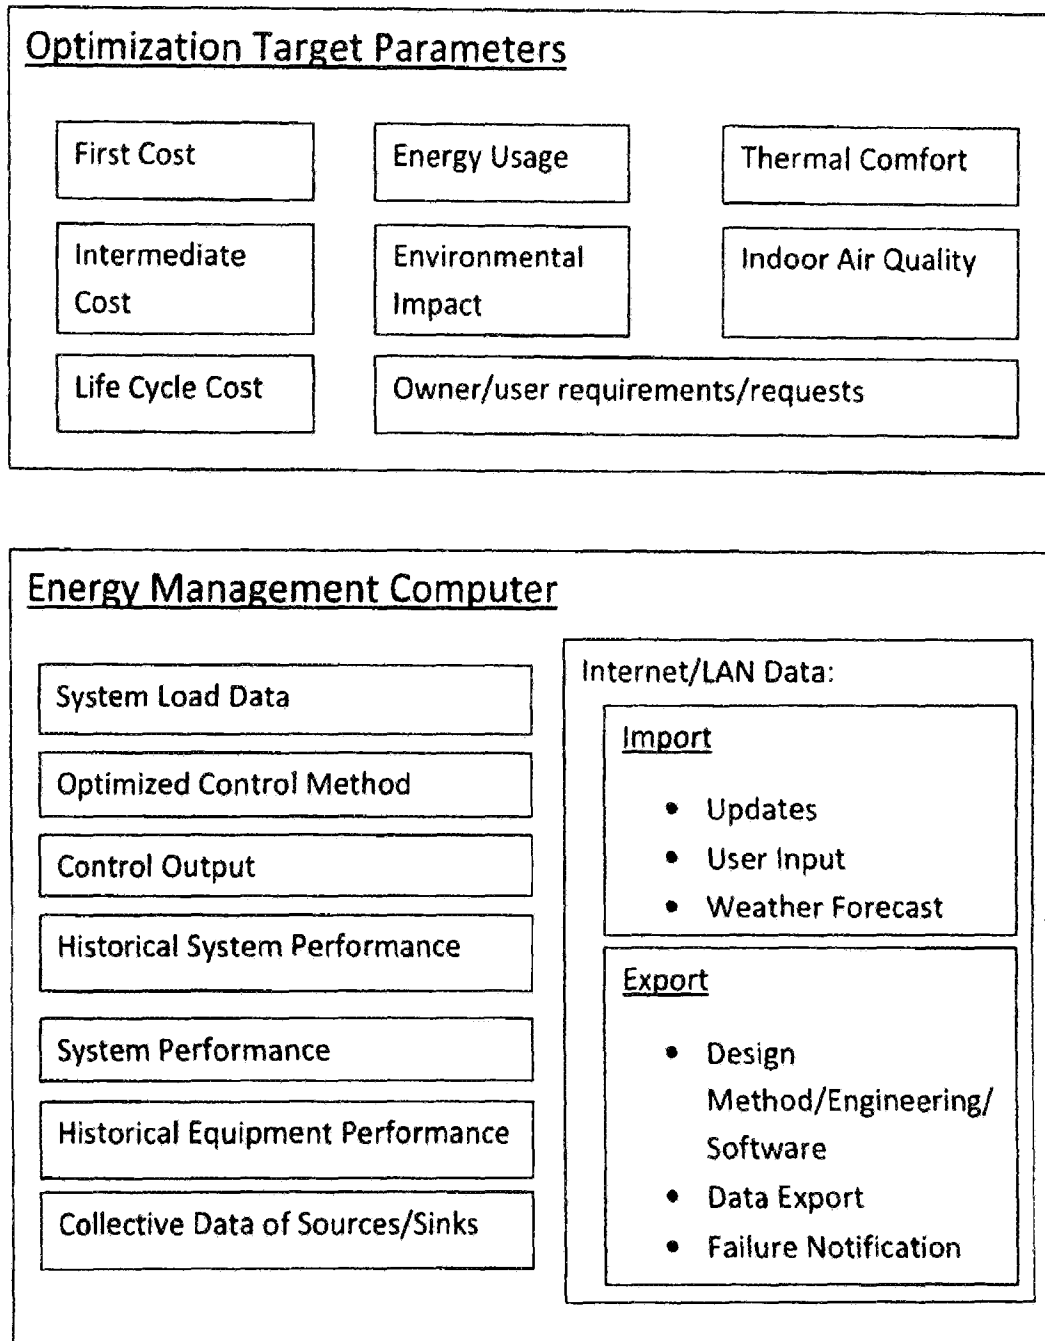 Optimization Target Parameters
First Cost
Energy Usage
Thermal Comfort
Intermediate
Cost
Environmental
Impact
Indoor Air Quality
Life Cycle Cost
Owner/user requirements/requests
Energy Management Computer
System Load Data
Optimized Control Method
Control Output
Historical System Performance
System Performance
Historical Equipment Performance
Collective Data of Sources/Sinks
Internet/LAN Data:
Import
• Updates
• User Input
• Weather Forecast
Export
• Design
Method/Engineering/
Software
• Data Export
• Failure Notification